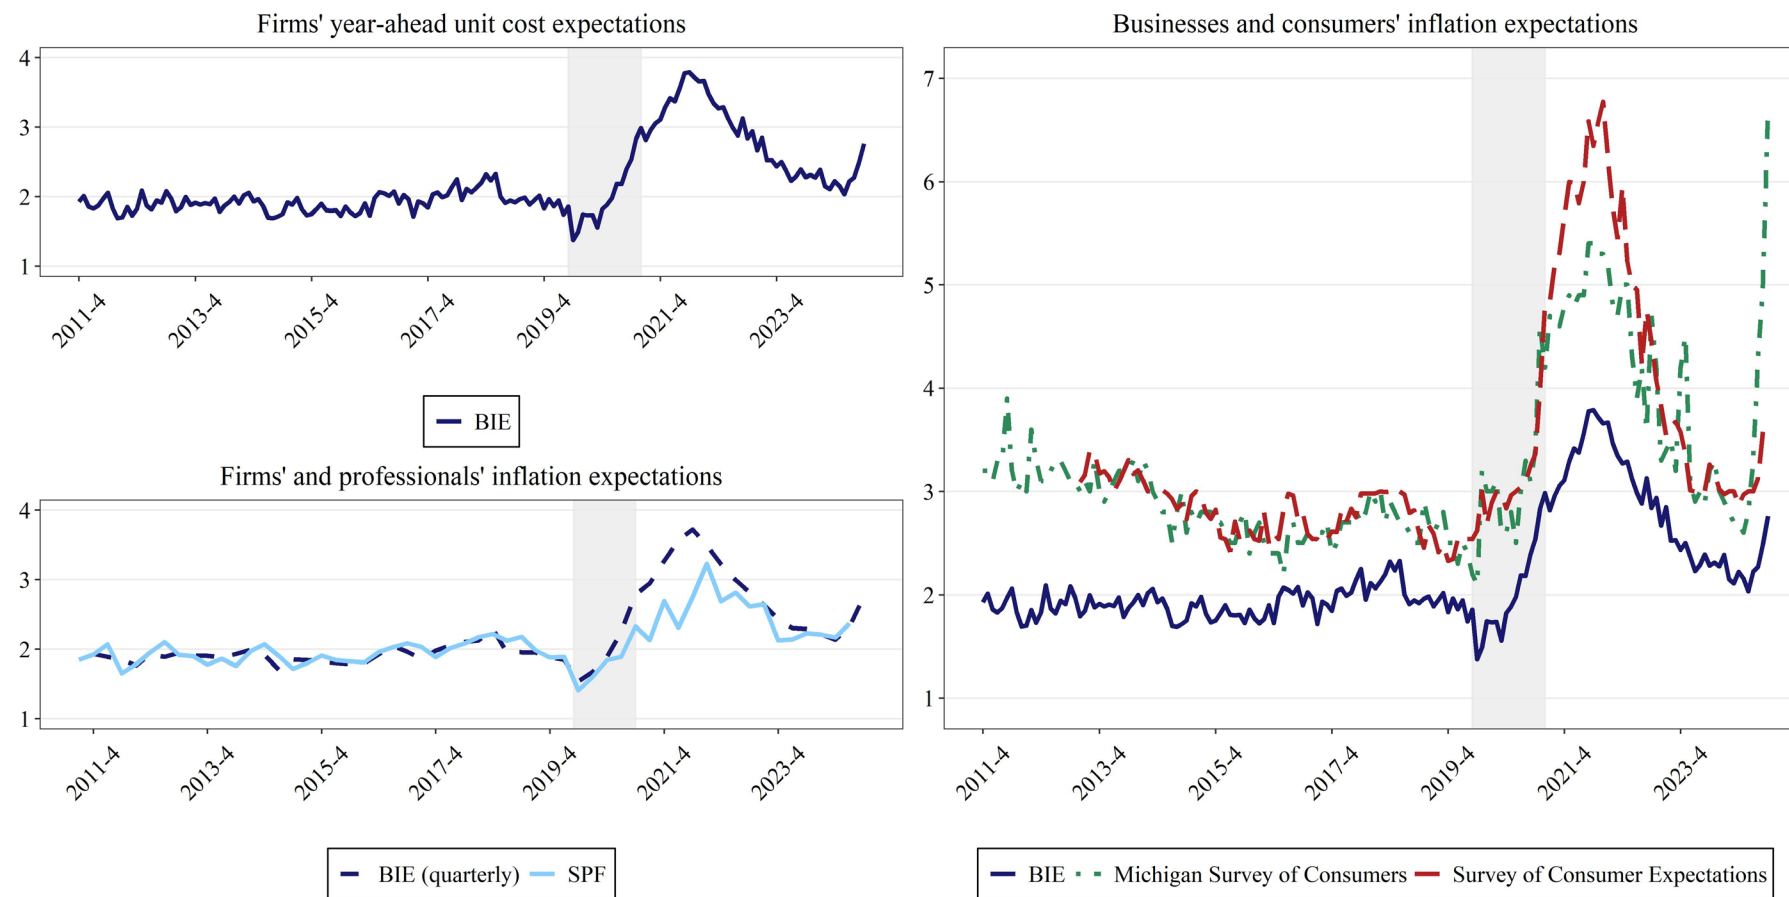 Firms' year-ahead unit cost expectations
4
3
2
1
2011-4 2013-4 2015-4 2017-4 2019-4 2021-4 2023-4
BIE
Firms' and professionals' inflation expectations
4
3
2
1
2011-4 2013-4 2015-4 2017-4 2019-4 2021-4 2023-4
BIE (quarterly) SPF
Businesses and consumers' inflation expectations
7
6
5
4
3
2
1
2011-4 2013-4 2015-4 2017-4 2019-4 2021-4 2023-4
BIE Michigan Survey of Consumers Survey of Consumer Expectations